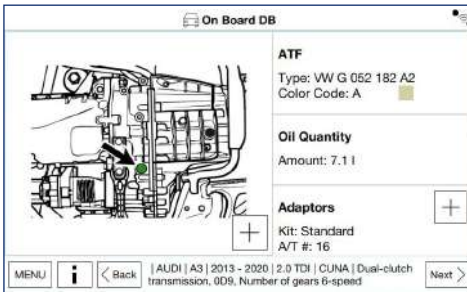 On Board DB
ATF
Type: VW G 052 182 A2
Color Code: A
Oil Quantity
Amount: 7.1 l
Adaptors
Kit: Standard
A/T #: 16
+
+
MENU
i
< Back
| AUDI | A3 | 2013 - 2020 | 2.0 TDI | CUNA | Dual-clutch
transmission, 0D9, Number of gears 6-speed
Next >